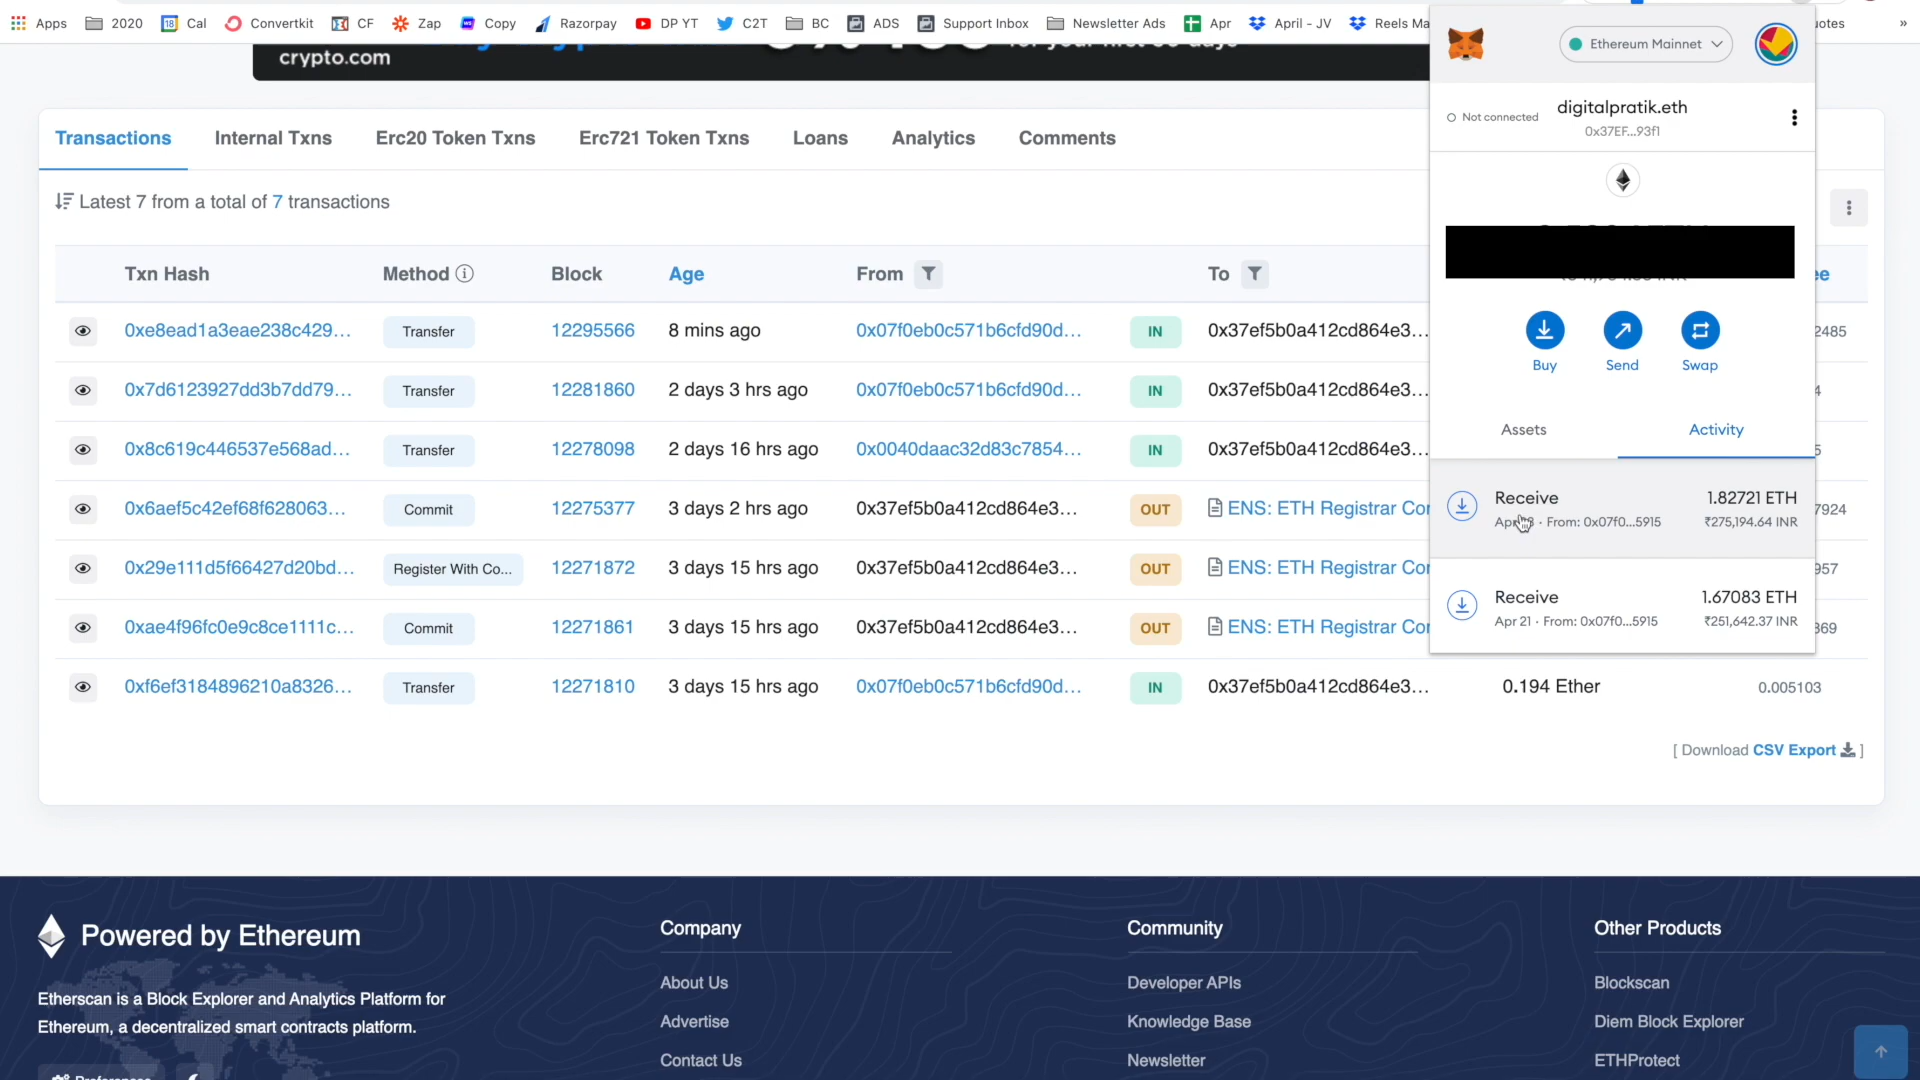 Apps 2020 Cal Convertkit CF Zap Copy Razorpay DP YT C2T BC ADS Support Inbox Newsletter Ads Apr April - JV Reels Ma uotes »
crypto.com
Ethereum Mainnet
Not connected
digitalpratik.eth
0x37EF...93f1
Buy Send Swap
Assets Activity
Receive 1.82721 ETH
From: 0x07f0...5915 ₹275,194.64 INR
Receive 1.67083 ETH
Apr 21 · From: 0x07f0...5915 ₹251,642.37 INR
Transactions Internal Txns Erc20 Token Txns Erc721 Token Txns Loans Analytics Comments
Latest 7 from a total of 7 transactions
Txn Hash Method Block Age From To
0xe8ead1a3eae238c429... Transfer 12295566 8 mins ago 0x07f0eb0c571b6cfd90d... IN 0x37ef5b0a412cd864e3... 2485
0x7d6123927dd3b7dd79... Transfer 12281860 2 days 3 hrs ago 0x07f0eb0c571b6cfd90d... IN 0x37ef5b0a412cd864e3...
0x8c619c446537e568ad... Transfer 12278098 2 days 16 hrs ago 0x0040daac32d83c7854... IN 0x37ef5b0a412cd864e3...
0x6aef5c42ef68f628063... Commit 12275377 3 days 2 hrs ago 0x37ef5b0a412cd864e3... OUT ENS: ETH Registrar Con 7924
0x29e111d5f66427d20bd... Register With Co... 12271872 3 days 15 hrs ago 0x37ef5b0a412cd864e3... OUT ENS: ETH Registrar Con 957
0xae4f96fc0e9c8ce1111c... Commit 12271861 3 days 15 hrs ago 0x37ef5b0a412cd864e3... OUT ENS: ETH Registrar Con 369
0xf6ef3184896210a8326... Transfer 12271810 3 days 15 hrs ago 0x07f0eb0c571b6cfd90d... IN 0x37ef5b0a412cd864e3... 0.194 Ether 0.005103
[ Download CSV Export ]
Powered by Ethereum
Etherscan is a Block Explorer and Analytics Platform for
Ethereum, a decentralized smart contracts platform.
Preferences
Company
About Us
Advertise
Contact Us
Community
Developer APIs
Knowledge Base
Newsletter
Other Products
Blockscan
Diem Block Explorer
ETHProtect